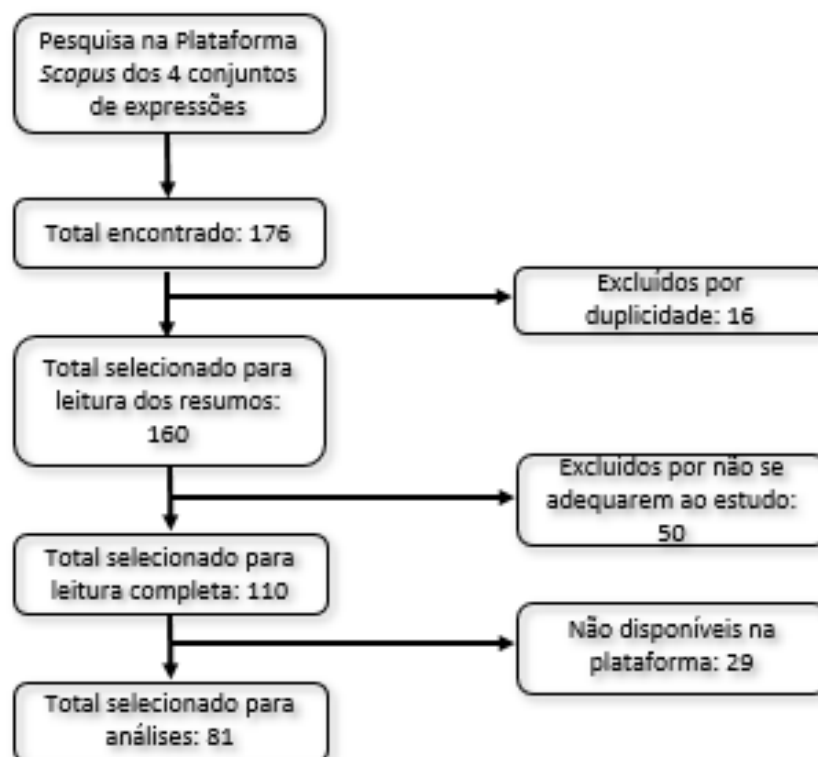 Pesquisa na Plataforma
Scopus dos 4 conjuntos
de expressões
Total encontrado: 176
Excluídos por
duplicidade: 16
Total selecionado para
leitura dos resumos:
160
Excluídos por não se
adequarem ao estudo:
50
Total selecionado para
leitura completa: 110
Não disponíveis na
plataforma: 29
Total selecionado para
análises: 81